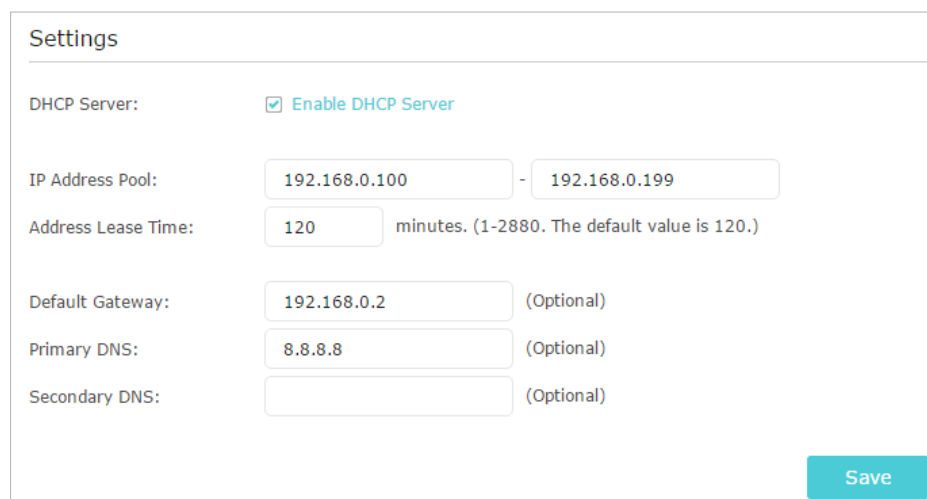 Settings
DHCP Server: Enable DHCP Server
IP Address Pool: 192.168.0.100 - 192.168.0.199
Address Lease Time: 120 minutes. (1-2880. The default value is 120.)
Default Gateway: 192.168.0.2 (Optional)
Primary DNS: 8.8.8.8 (Optional)
Secondary DNS: (Optional)
Save